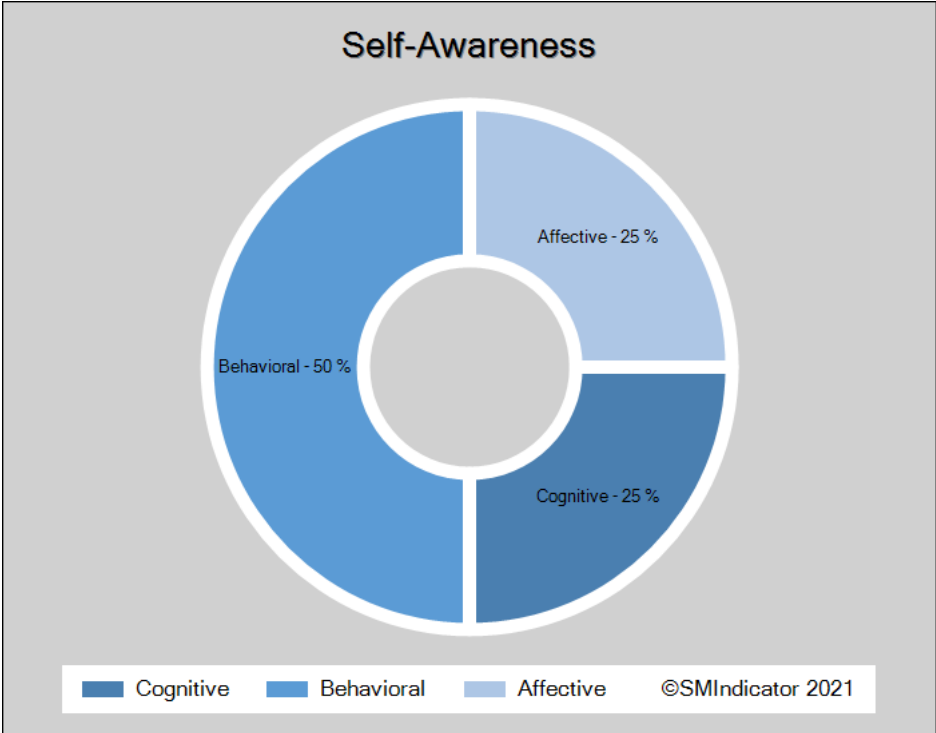 Self-Awareness
Affective - 25 %
Behavioral - 50 %
Cognitive - 25 %
Cognitive Behavioral Affective ©SMIndicator 2021